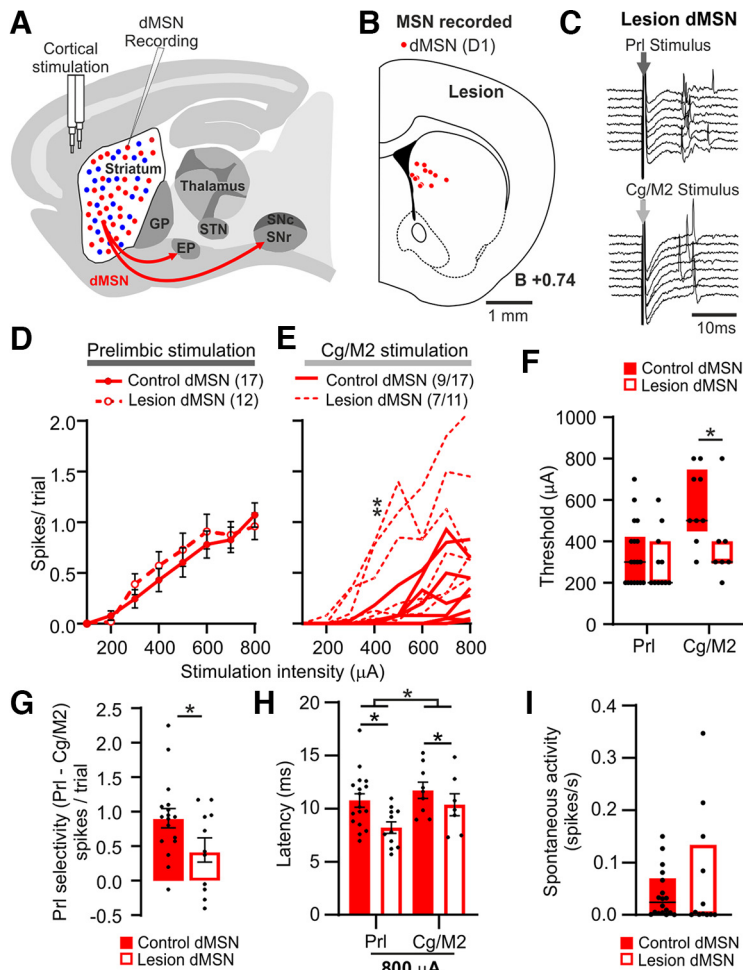 A
dMSN
Recording
Cortical
stimulation
Striatum
Thalamus
GP
STN
SNc
SNr
EP
dMSN
B
MSN recorded
dMSN (D1)
Lesion
B +0.74
1 mm
C
Lesion dMSN
Prl Stimulus
Cg/M2 Stimulus
10ms
D
Prelimbic stimulation
Control dMSN (17)
Lesion dMSN
(12)
Spikes/ trial
2.0
1.5
1.0
0.5
0.0
200 400 600 800
E
Cg/M2 stimulation
Control dMSN (9/17)
Lesion dMSN (7/11)
**
200 400 600 800
Stimulation intensity (µA)
F
Control dMSN
Lesion dMSN
Threshold (µA)
1000
800
600
400
200
0
*
Prl Cg/M2
G
Prl selectivity (Prl - Cg/M2)
spikes / trial
2.5
2.0
1.5
1.0
0.5
0.0
-0.5
*
Control dMSN
Lesion dMSN
H
Latency (ms)
20
15
10
5
0
*
*
*
Prl Cg/M2
800 µA
I
Spontaneous activity
(spikes/s)
0.4
0.3
0.2
0.1
0.0
Control dMSN
Lesion dMSN